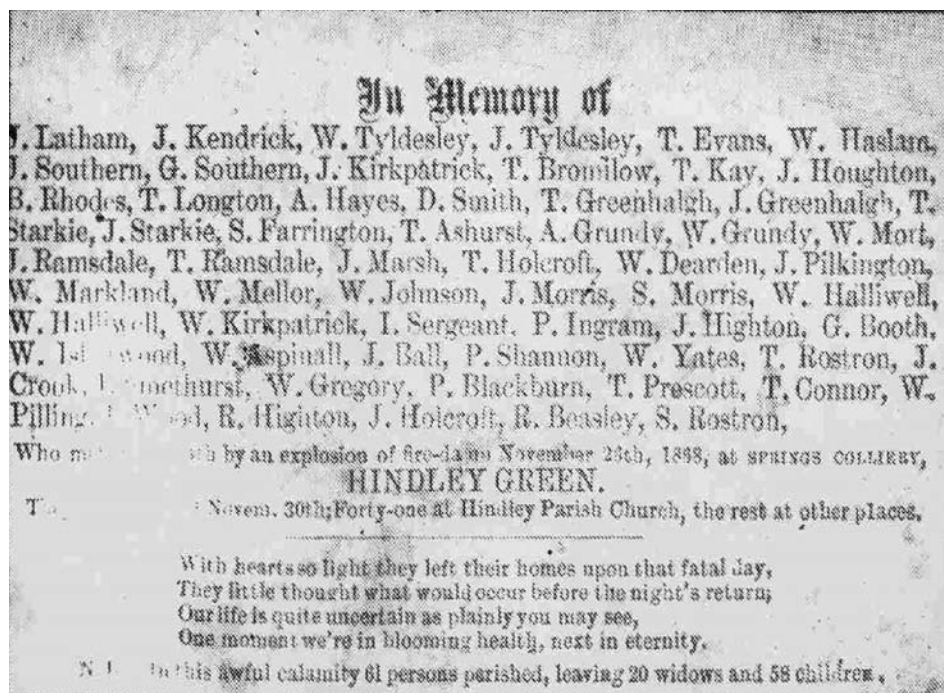 In Memory of
J. Latham, J. Kendrick, W. Tyldesley, J. Tyldesley, T. Evans, W. Haslam,
J. Southern, G. Southern, J. Kirkpatrick, T. Bromilow, T. Kay, J. Houghton,
B. Rhodes, T. Longton, A. Hayes, D. Smith, T. Greenhalgh, J. Greenhalgh, T.
Starkie, J. Starkie, S. Farrington, T. Ashurst, A. Grundy, W. Grundy, W. Mort,
J. Ramsdale, T. Ramsdale, J. Marsh, T. Holcroft, W. Dearden, J. Pilkington,
W. Markland, W. Mellor, W. Johnson, J. Morris, S. Morris, W. Halliwell,
W. Halliwell, W. Kirkpatrick, I. Sergeant, P. Ingram, J. Highton, G. Booth,
W. W. Aspinall, J. Ball, P. Shannon, W. Yates, T. Rostron, J.
Crook, W. Gregory, P. Blackburn, T. Prescott, T. Connor, W.
Pilling, R. Highton, J. Holcroft, R. Beasley, S. Rostron,
Who by an explosion of fire-damp November 26th, 1868, at SPRINGS COLLIERY,
HINDLEY GREEN.
Novem. 30th; Forty-one at Hindley Parish Church, the rest at other places.
With hearts so light they left their homes upon that fatal day,
They little thought what would occur before the night's return;
Our life is quite uncertain as plainly you may see,
One moment we're in blooming health, next in eternity.
In this awful calamity 61 persons perished, leaving 20 widows and 58 children.